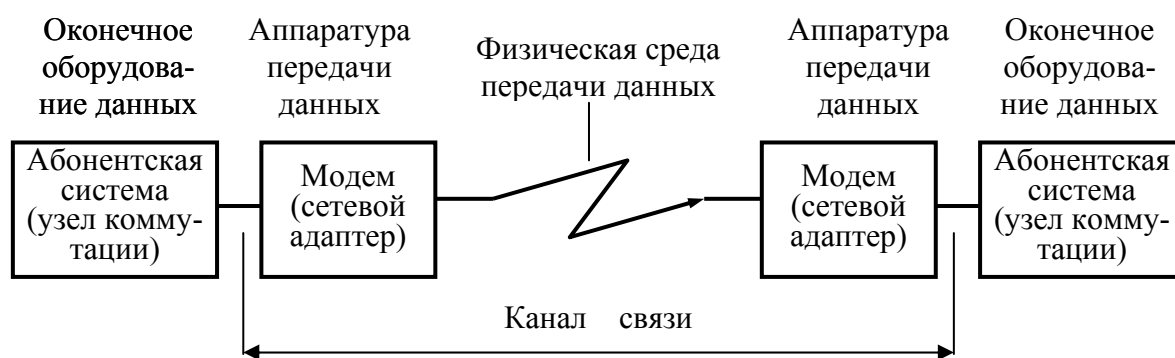 Оконечное
оборудова-
ние данных
Аппаратура
передачи
данных
Физическая среда
передачи данных
Аппаратура
передачи
данных
Оконечное
оборудова-
ние данных
Абонентская
система
(узел комму-
тации)
Модем
(сетевой
адаптер)
Модем
(сетевой
адаптер)
Абонентская
система
(узел комму-
тации)
Канал связи